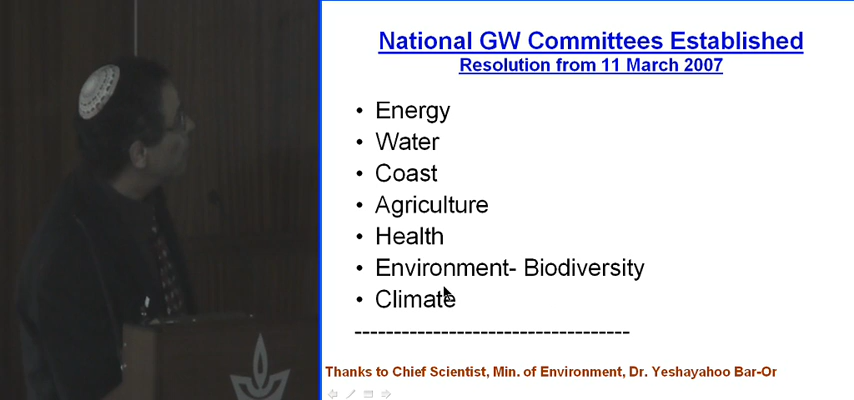 National GW Committees Established
Resolution from 11 March 2007
• Energy
• Water
• Coast
• Agriculture
• Health
• Environment- Biodiversity
• Climate
-----------------------------------
Thanks to Chief Scientist, Min. of Environment, Dr. Yeshayahoo Bar-Or